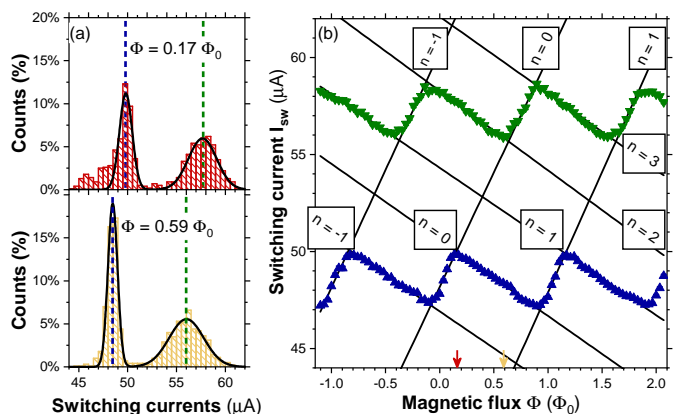 (a)
Φ = 0.17 Φ0
Counts (%)
20%
15%
10%
5%
0%
Φ = 0.59 Φ0
Counts (%)
15%
10%
5%
0%
45 50 55 60
Switching currents (μA)
(b)
n = -1
n = 0
n = 1
n = 3
n = -1
n = 0
n = 1
n = 2
Switching current Isw (μA)
60
55
50
45
-1.0 -0.5 0.0 0.5 1.0 1.5 2.0
Magnetic flux Φ (Φ0)